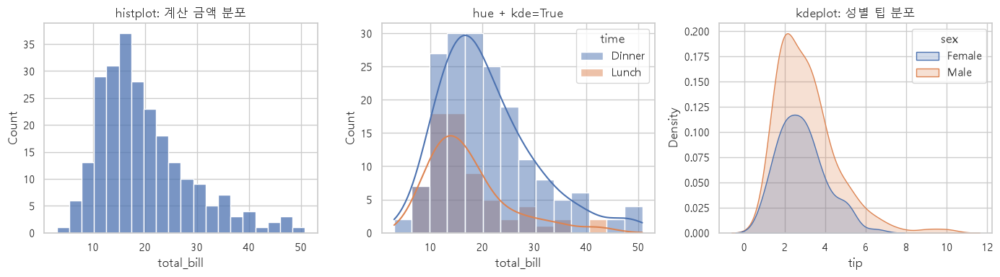 histplot: 계산 금액 분포
Count
35
30
25
20
15
10
5
0
10
20
30
40
50
total_bill
hue + kde=True
Count
30
25
20
15
10
5
0
10
20
30
40
50
total_bill
time
Dinner
Lunch
kdeplot: 성별 팁 분포
Density
0.200
0.175
0.150
0.125
0.100
0.075
0.050
0.025
0.000
0
2
4
6
8
10
12
tip
sex
Female
Male